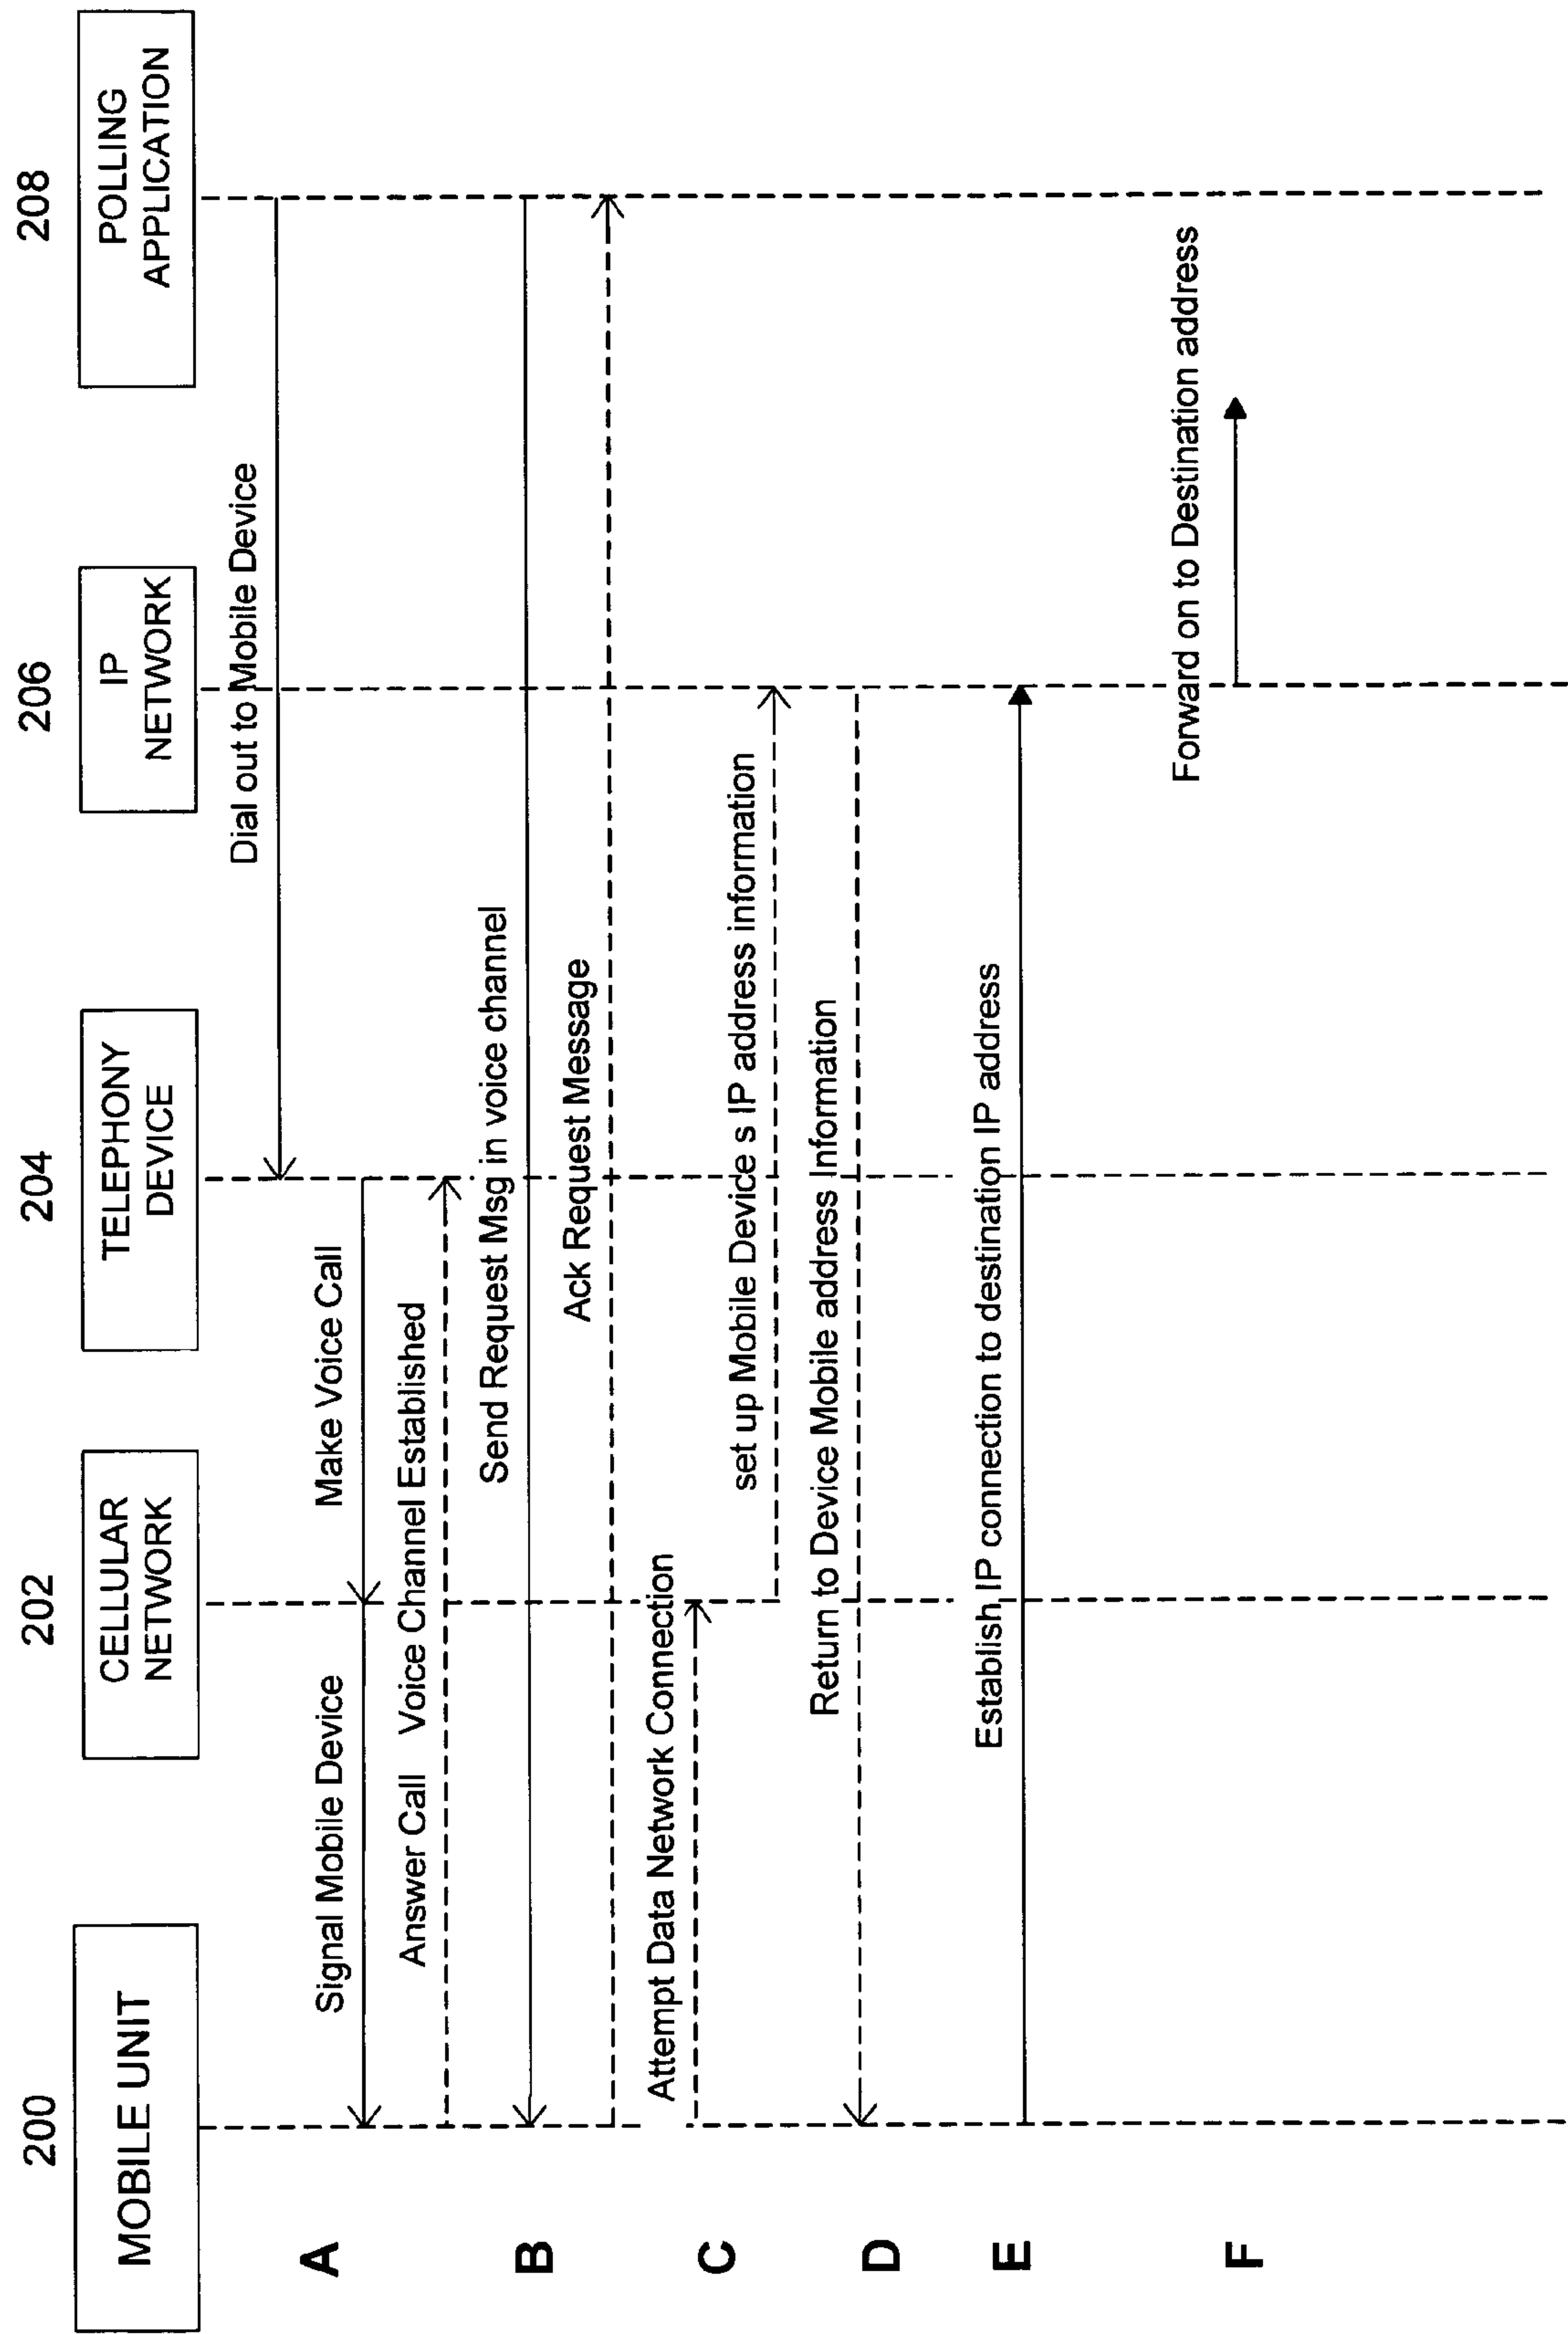 200
202
204
206
208
MOBILE UNIT
CELLULAR
NETWORK
TELEPHONY
DEVICE
IP
NETWORK
POLLING
APPLICATION
A
Dial out to Mobile Device
Signal Mobile Device
Make Voice Call
Answer Call Voice Channel Established
B
Send Request Msg in voice channel
Ack Request Message
C
Attempt Data Network Connection
set up Mobile Device s IP address information
D
Return to Device Mobile address Information
E
Establish IP connection to destination IP address
F
Forward on to Destination address